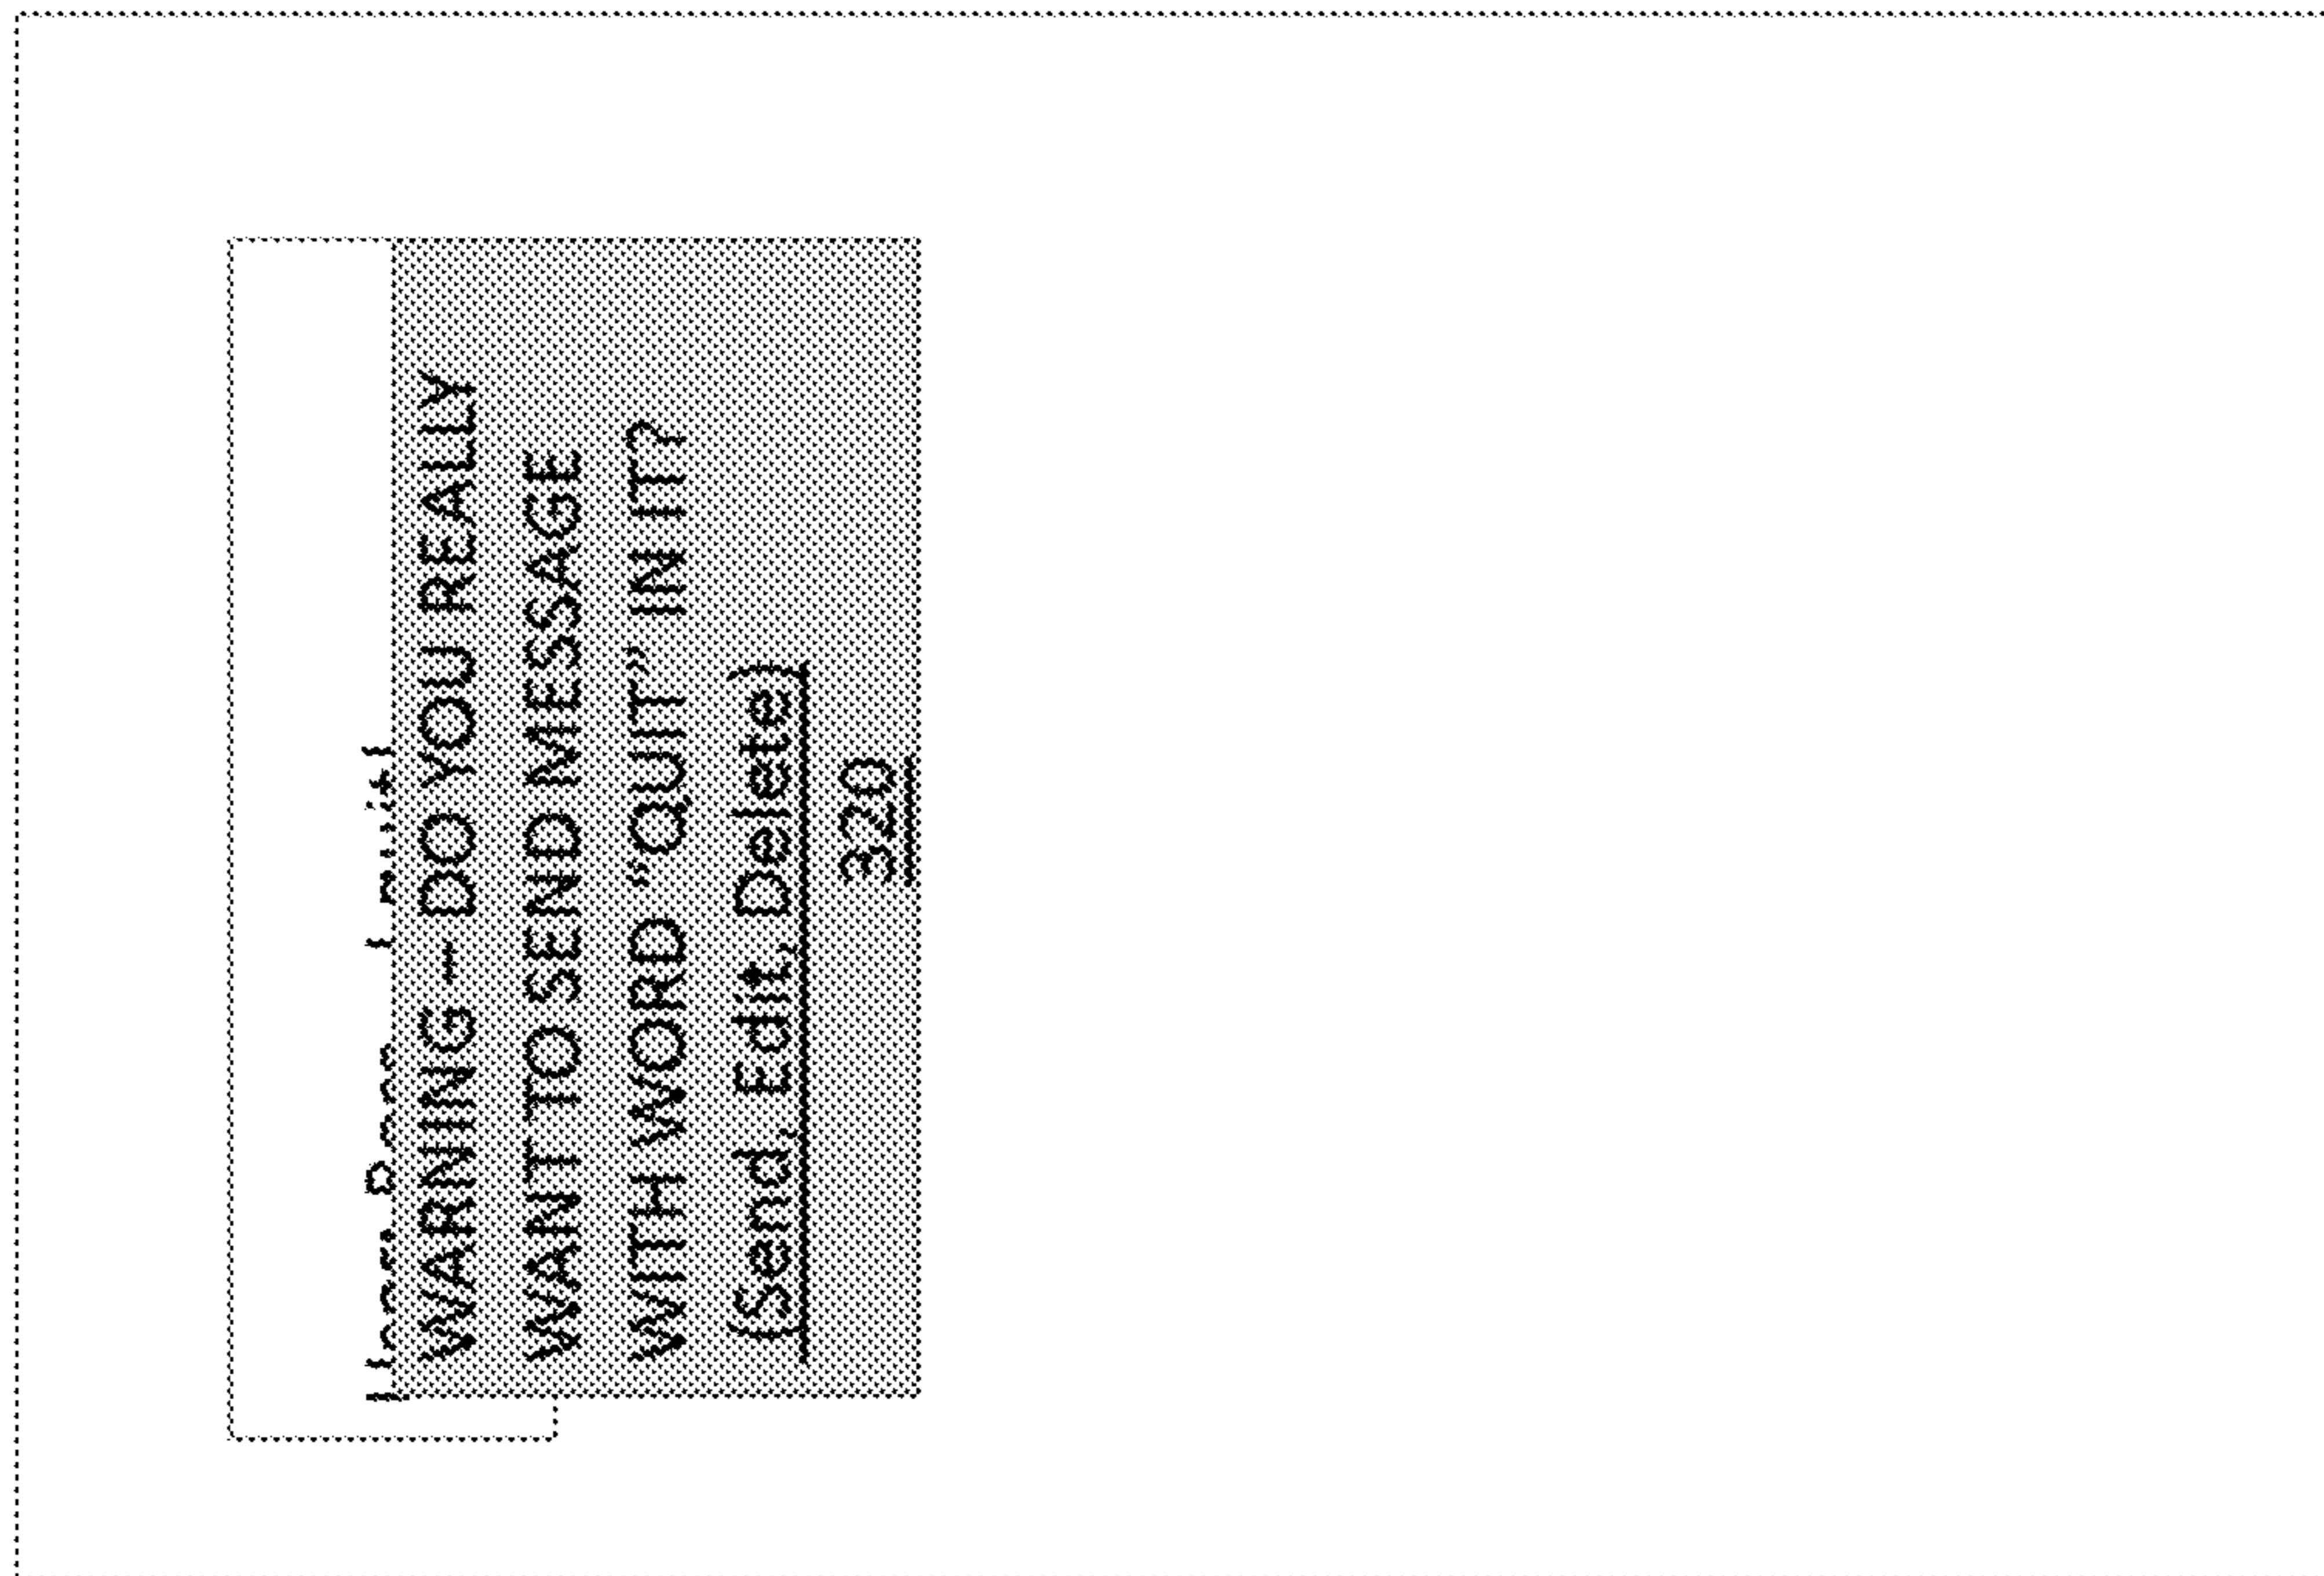 WARNING – DO YOU REALLY
WANT TO SEND MESSAGE
WITH WORD "QUIT" IN IT?
(Send, Edit, Delete)
320